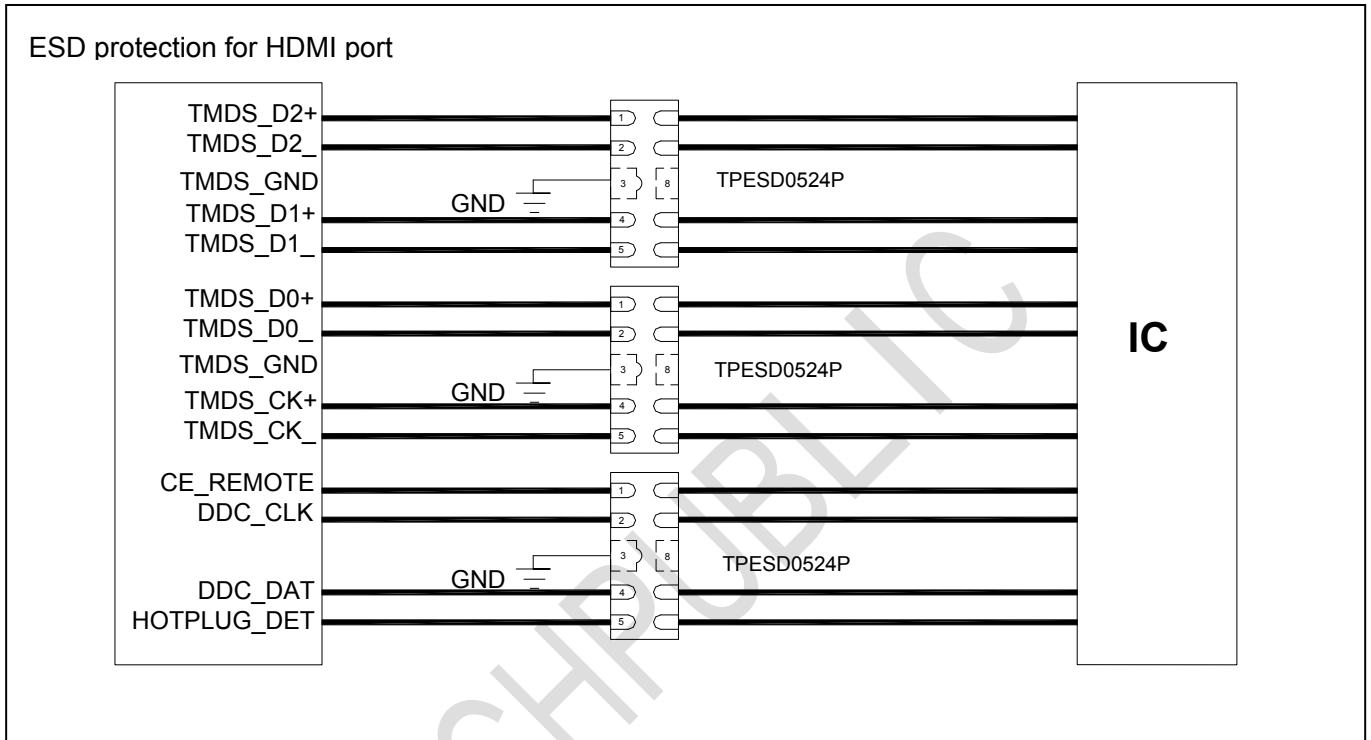 ESD protection for HDMI port
TMDS_D2+
TMDS_D2_
TMDS_GND
TMDS_D1+
TMDS_D1_
GND
1
2
3 8
4
5
TPESD0524P
TMDS_D0+
TMDS_D0_
TMDS_GND
TMDS_CK+
TMDS_CK_
GND
1
2
3 8
4
5
TPESD0524P
CE_REMOTE
DDC_CLK
DDC_DAT
HOTPLUG_DET
GND
1
2
3 8
4
5
TPESD0524P
IC
CHPUBLIC